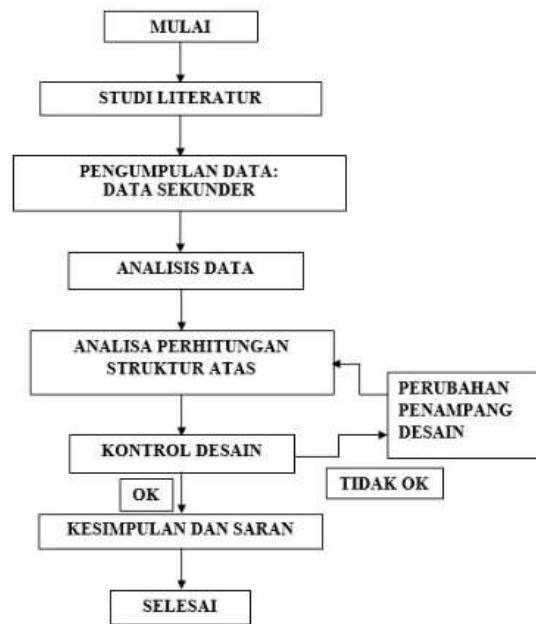 MULAI
STUDI LITERATUR
PENGUMPULAN DATA:
DATA SEKUNDER
ANALISIS DATA
ANALISA PERHITUNGAN
STRUKTUR ATAS
PERUBAHAN
PENAMPANG
DESAIN
KONTROL DESAIN
TIDAK OK
OK
KESIMPULAN DAN SARAN
SELESAI